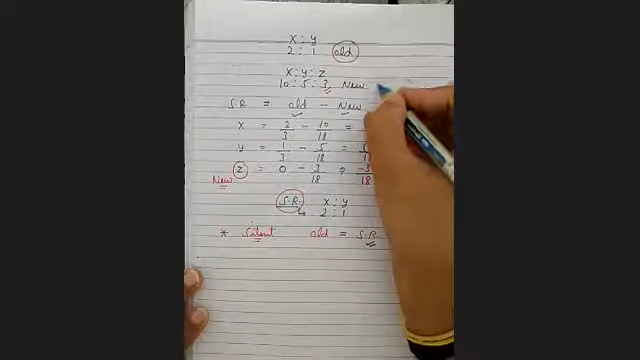 X : Y
2 : 1 old
X : Y : Z
10 : 5 : 3 New
S.R = old - New
X = 2/3 - 10/18 =
Y = 1/3 - 5/18 =
Z = 0 - 3/18 ⇒ -3/18
New
S.R. X : Y
2 : 1
* Silent old = S.R